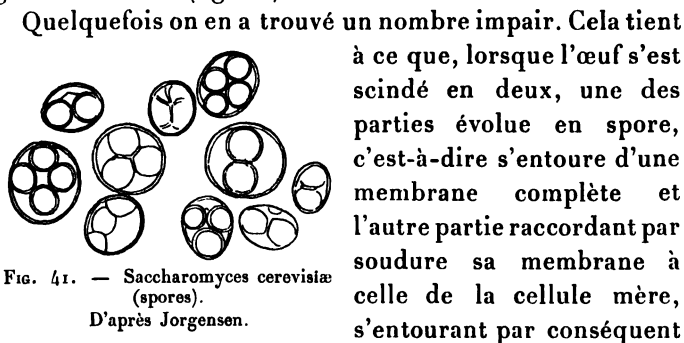 Quelquefois on en a trouvé un nombre impair. Cela tient
à ce que, lorsque l'œuf s'est
scindé en deux, une des
parties évolue en spore,
c'est-à-dire s'entoure d'une
membrane complète et
l'autre partie raccordant par
soudure sa membrane à
celle de la cellule mère,
s'entourant par conséquent
Fig. 41. — Saccharomyces cerevisiæ
(spores).
D'après Jorgensen.